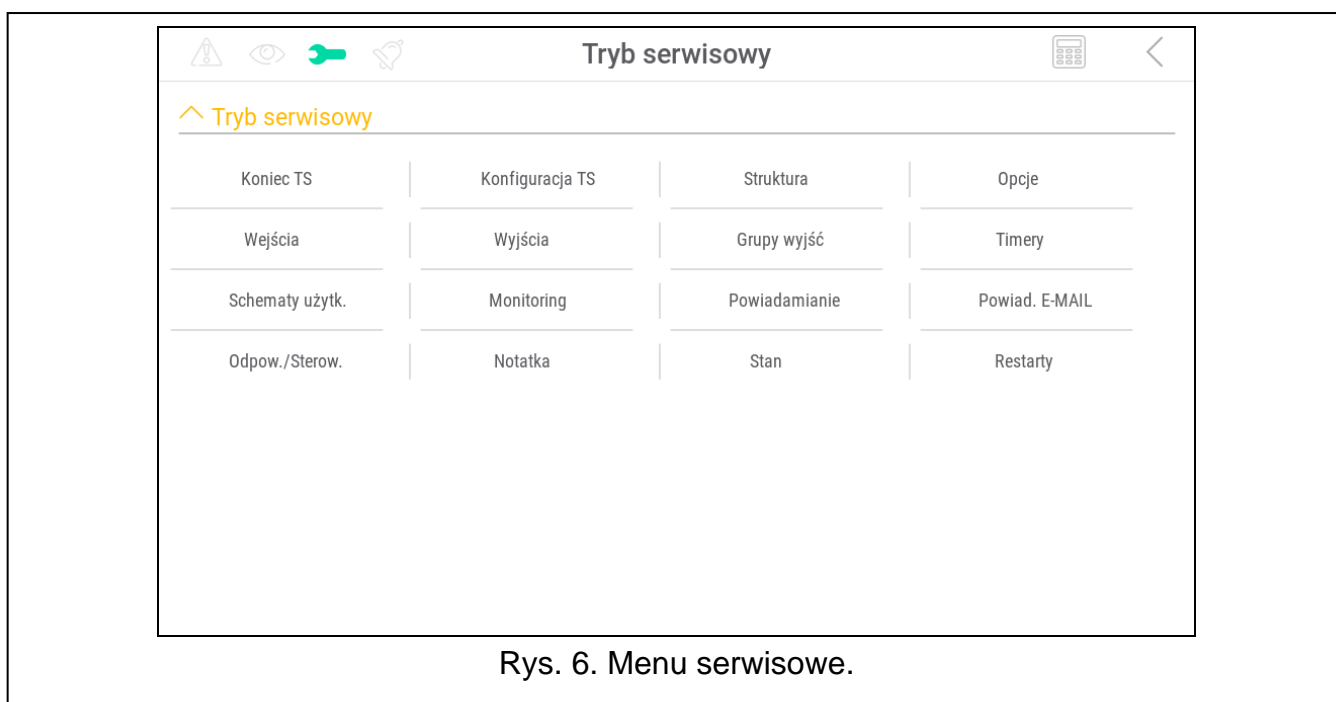 Tryb serwisowy
Tryb serwisowy
Koniec TS Konfiguracja TS Struktura Opcje
Wejścia Wyjścia Grupy wyjść Timery
Schematy użytk. Monitoring Powiadamianie Powiad. E-MAIL
Odpow./Sterow. Notatka Stan Restarty
Rys. 6. Menu serwisowe.